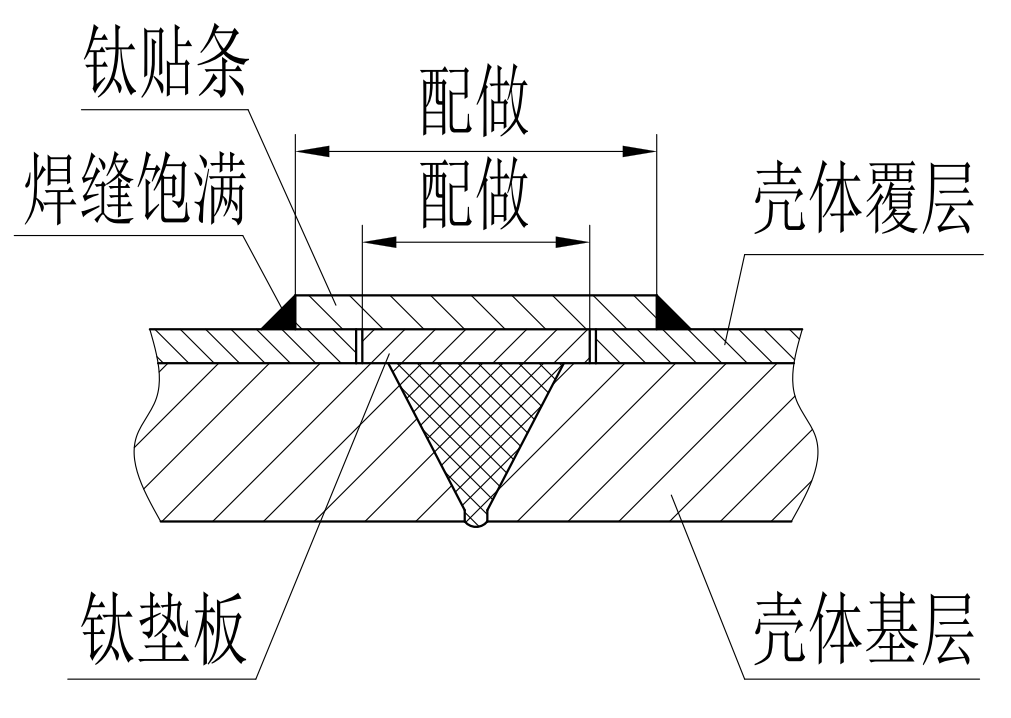 钛贴条
配做
焊缝饱满
配做
壳体覆层
钛垫板
壳体基层